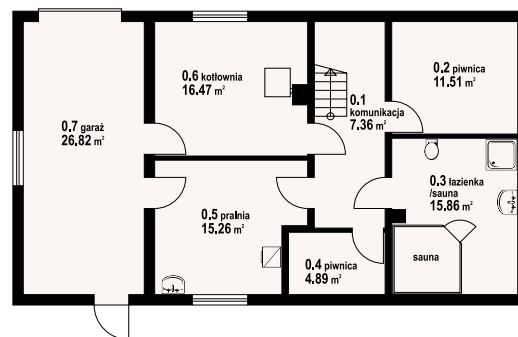 0.6 kotłownia
16.47 m²
0.2 piwnica
11.51 m²
0.1
komunikacja
7.36 m²
0.7 garaż
26.82 m²
0.3 łazienka
/sauna
15.86 m²
0.5 pralnia
15.26 m²
sauna
0.4 piwnica
4.89 m²